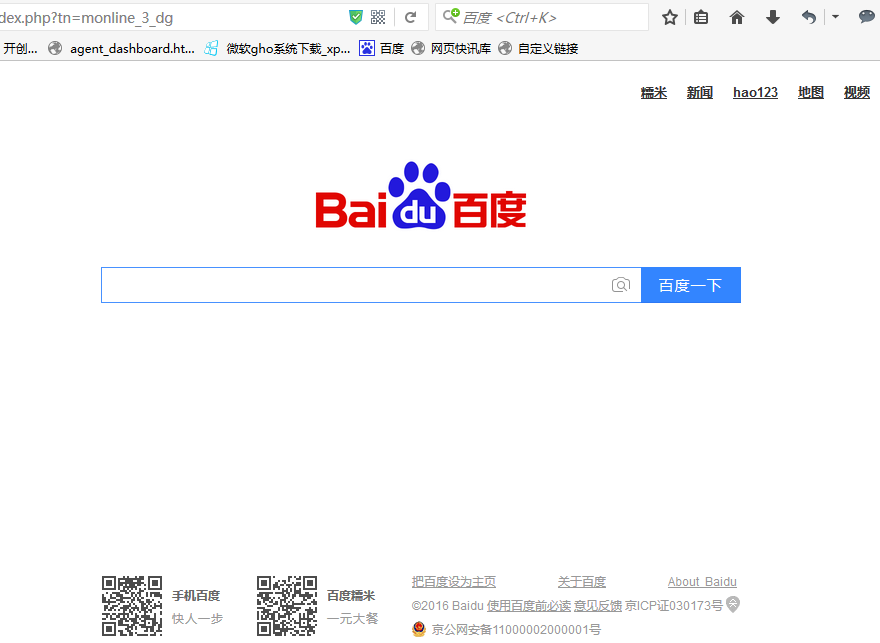 dex.php?tn=monline_3_dg 百度 <Ctrl+K>
开创... agent_dashboard.ht... 微软gho系统下载_xp... 百度 网页快讯库 自定义链接
糯米 新闻 hao123 地图 视频
Bai du 百度
百度一下
手机百度
快人一步
百度糯米
一元大餐
把百度设为主页 关于百度 About Baidu
©2016 Baidu 使用百度前必读 意见反馈 京ICP证030173号
京公网安备11000002000001号